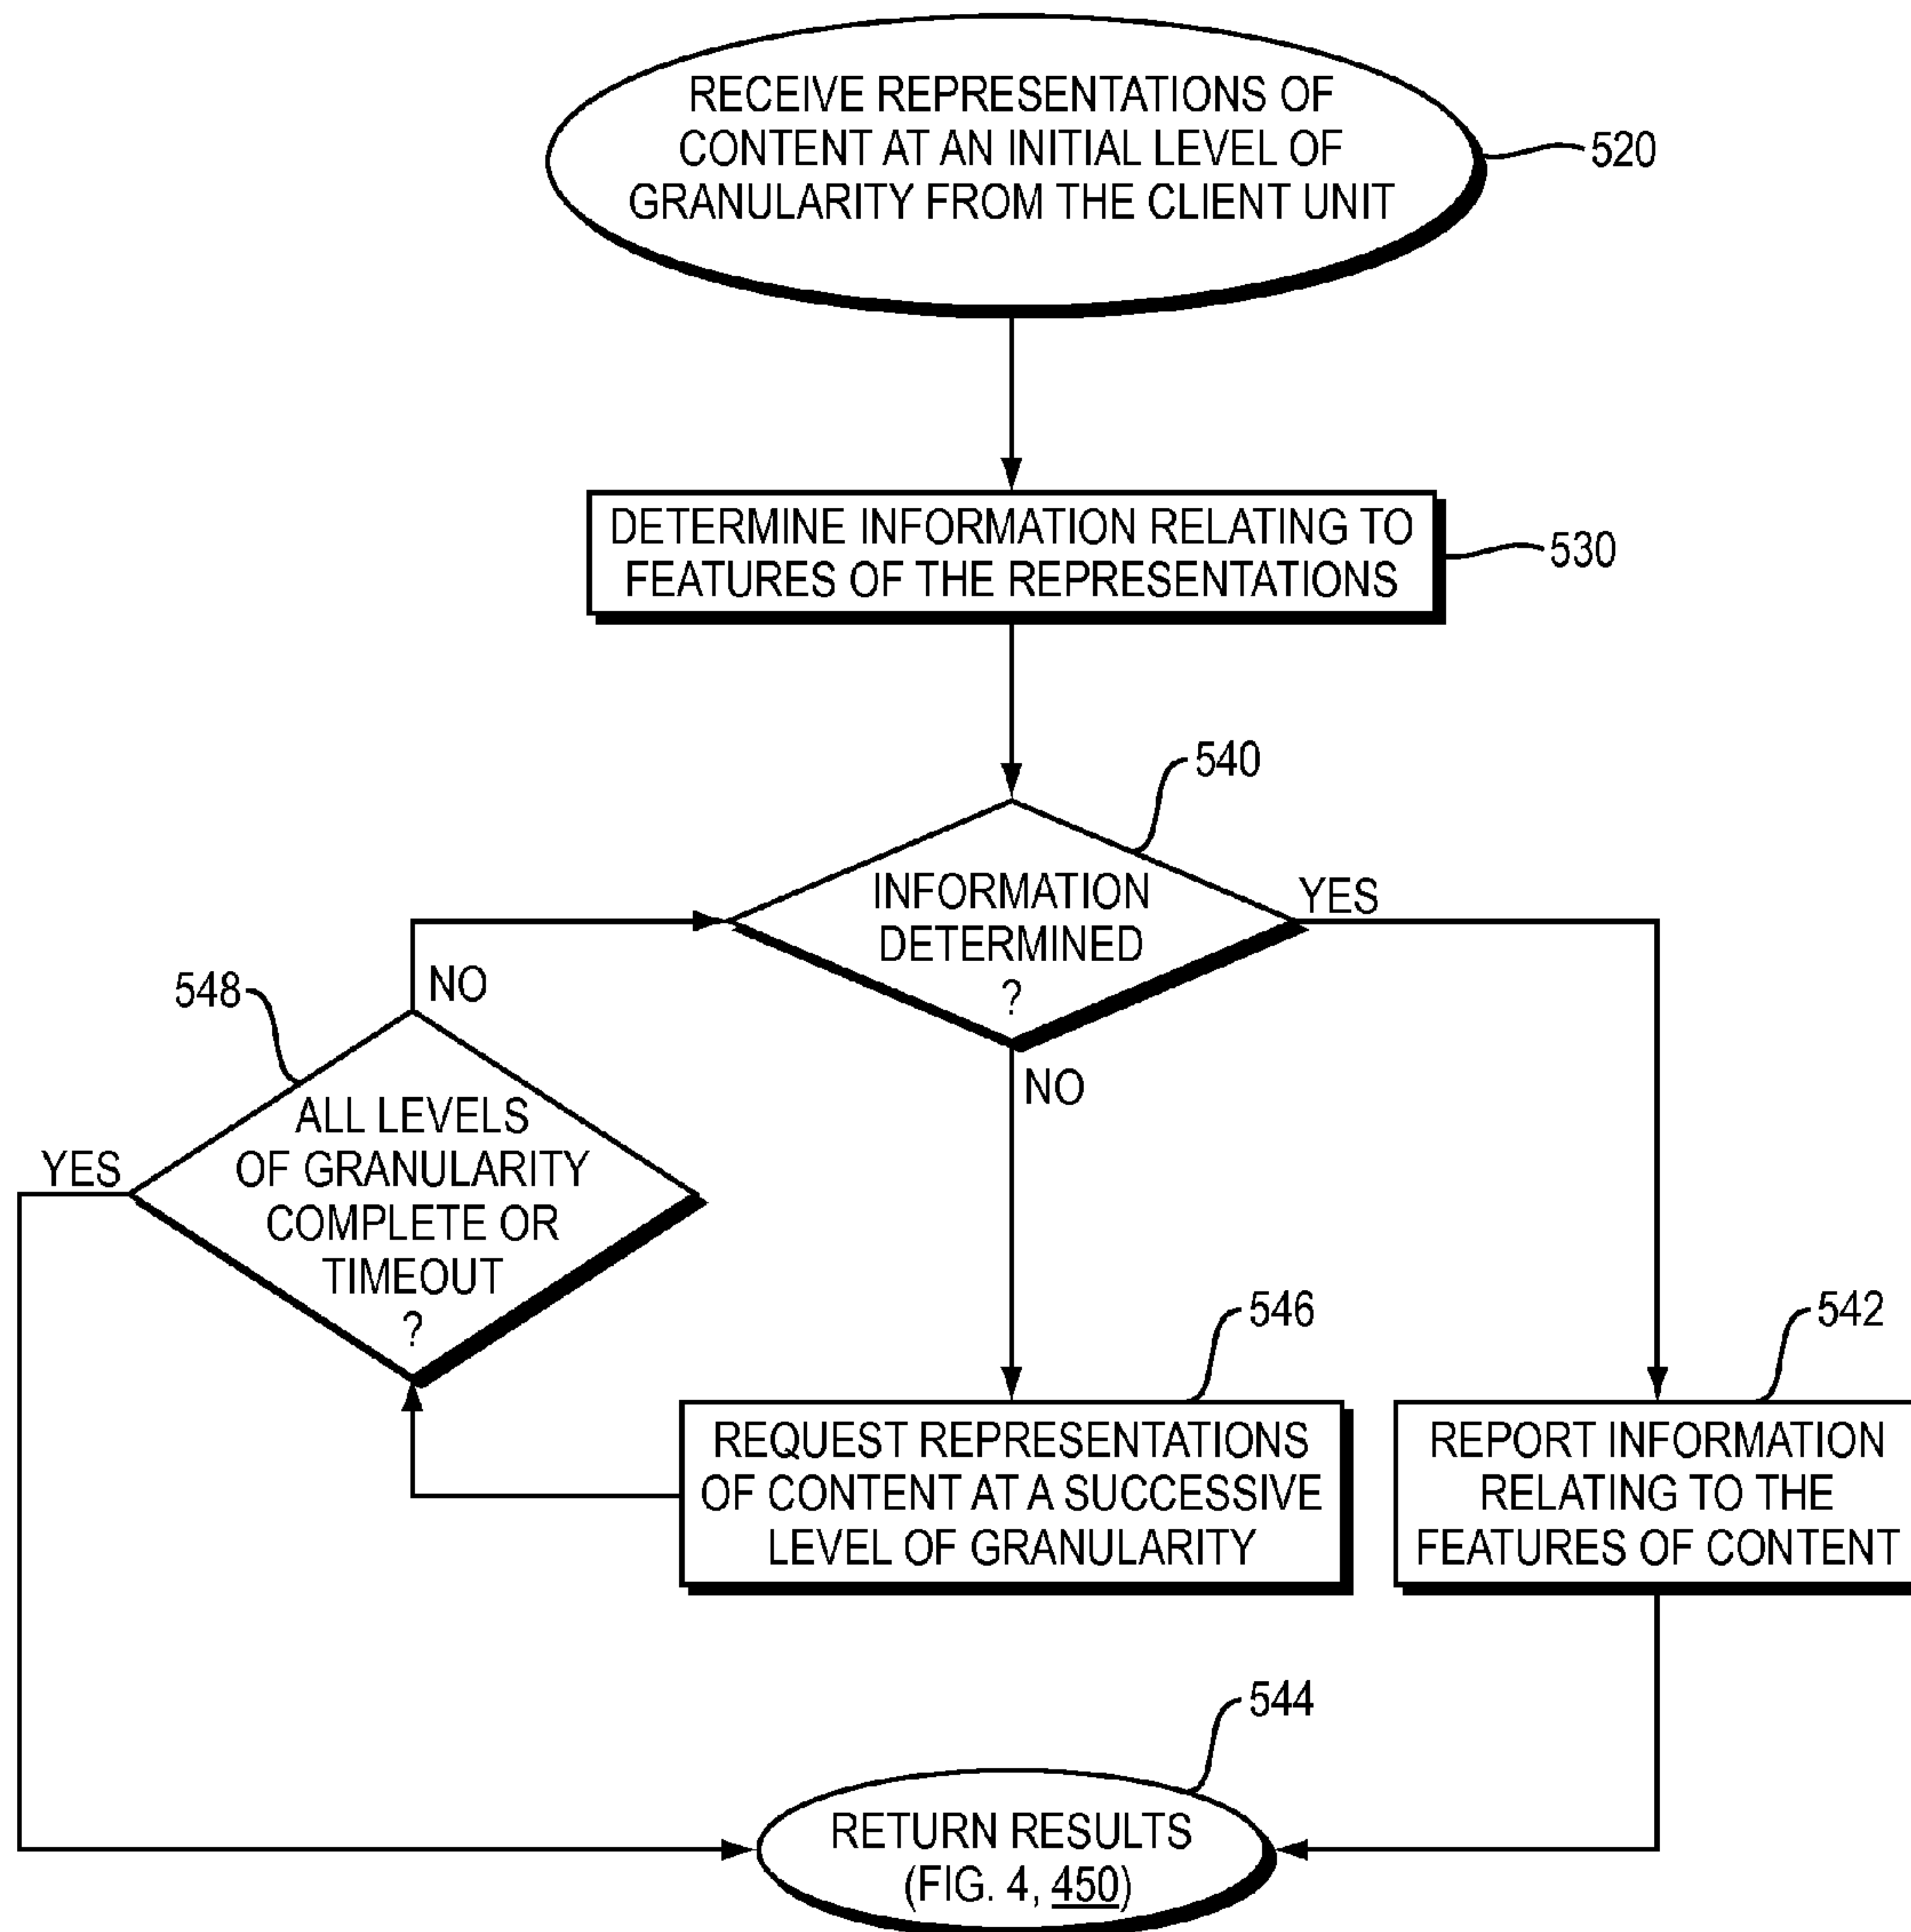 RECEIVE REPRESENTATIONS OF
CONTENT AT AN INITIAL LEVEL OF
GRANULARITY FROM THE CLIENT UNIT
520
DETERMINE INFORMATION RELATING TO
FEATURES OF THE REPRESENTATIONS
530
540
INFORMATION
DETERMINED
?
YES
NO
548
NO
ALL LEVELS
OF GRANULARITY
COMPLETE OR
TIMEOUT
?
YES
546
REQUEST REPRESENTATIONS
OF CONTENT AT A SUCCESSIVE
LEVEL OF GRANULARITY
542
REPORT INFORMATION
RELATING TO THE
FEATURES OF CONTENT
544
RETURN RESULTS
(FIG. 4, 450)